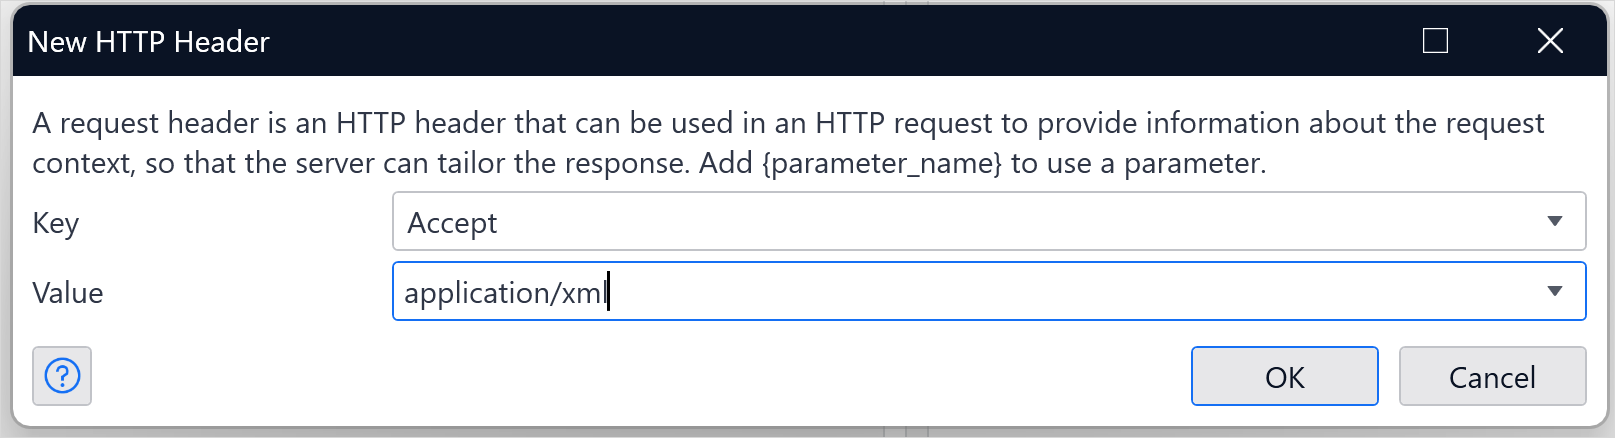 New HTTP Header
A request header is an HTTP header that can be used in an HTTP request to provide information about the request
context, so that the server can tailor the response. Add {parameter_name} to use a parameter.
Key
Accept
Value
application/xml
?
OK
Cancel